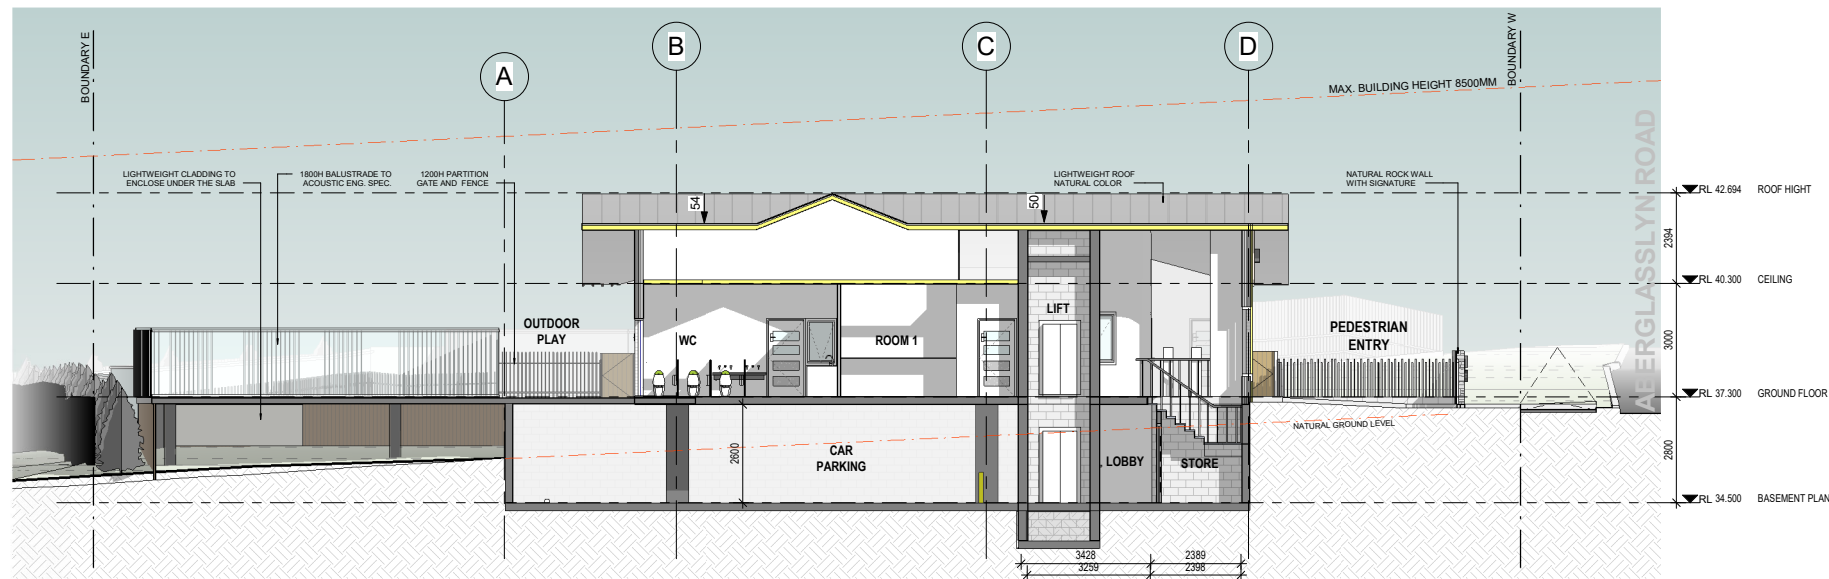 BOUNDARY E
A
B
C
D
BOUNDARY W
MAX. BUILDING HEIGHT 8500MM
ABERGLASSLYN ROAD
LIGHTWEIGHT CLADDING TO
ENCLOSE UNDER THE SLAB
1800H BALUSTRADE TO
ACOUSTIC ENG. SPEC.
1200H PARTITION
GATE AND FENCE
LIGHTWEIGHT ROOF
NATURAL COLOR
NATURAL ROCK WALL
WITH SIGNATURE
54
50
RL 42.694 ROOF HIGHT
2394
RL 40.300 CEILING
3000
RL 37.300 GROUND FLOOR
2800
RL 34.500 BASEMENT PLAN
OUTDOOR
PLAY
WC
ROOM 1
LIFT
PEDESTRIAN
ENTRY
NATURAL GROUND LEVEL
2600
CAR
PARKING
LOBBY
STORE
3428
2389
3259
2398